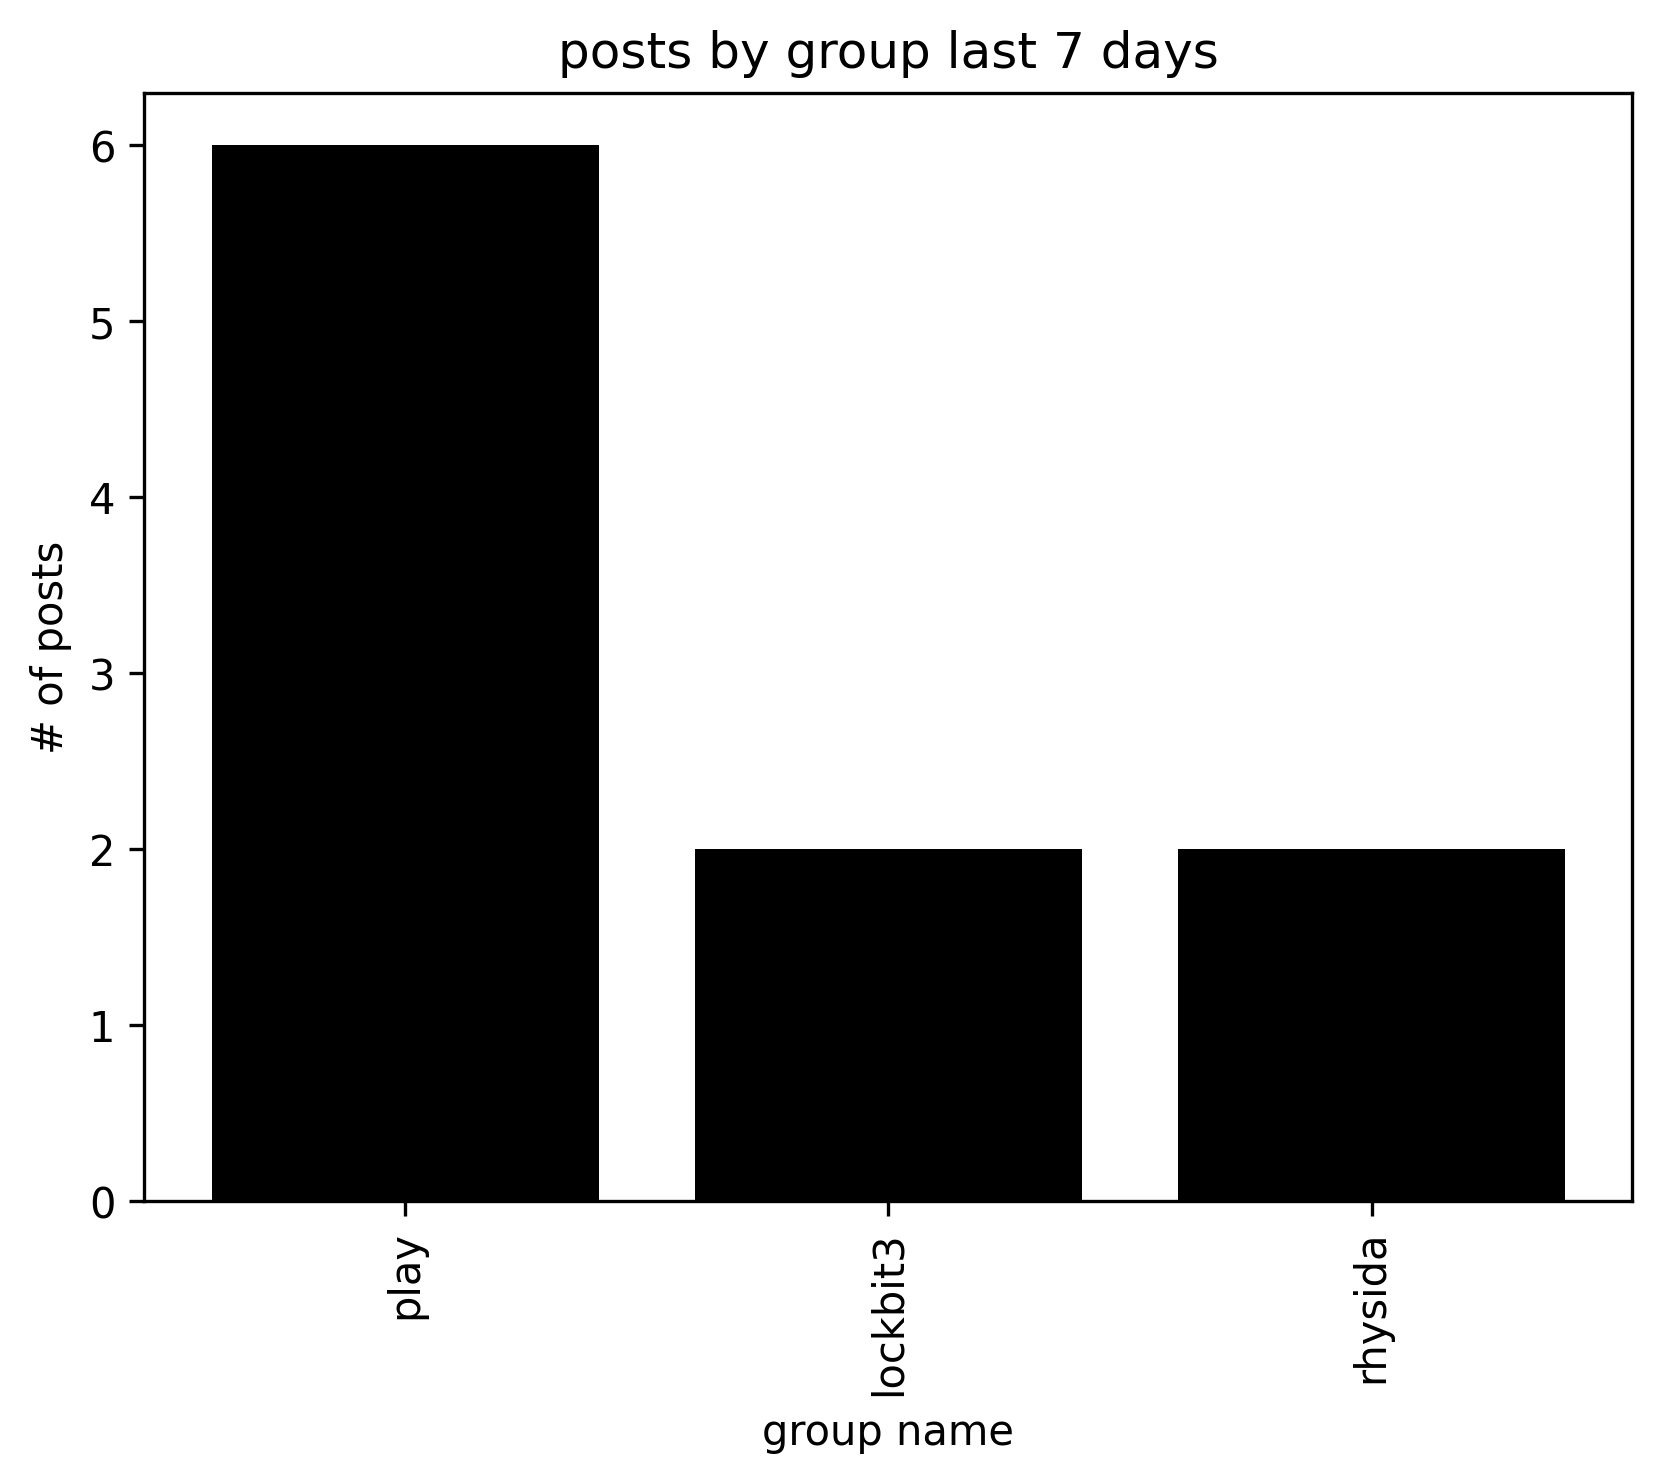 posts by group last 7 days
6
5
4
3
2
1
0
# of posts
play
lockbit3
rhysida
group name